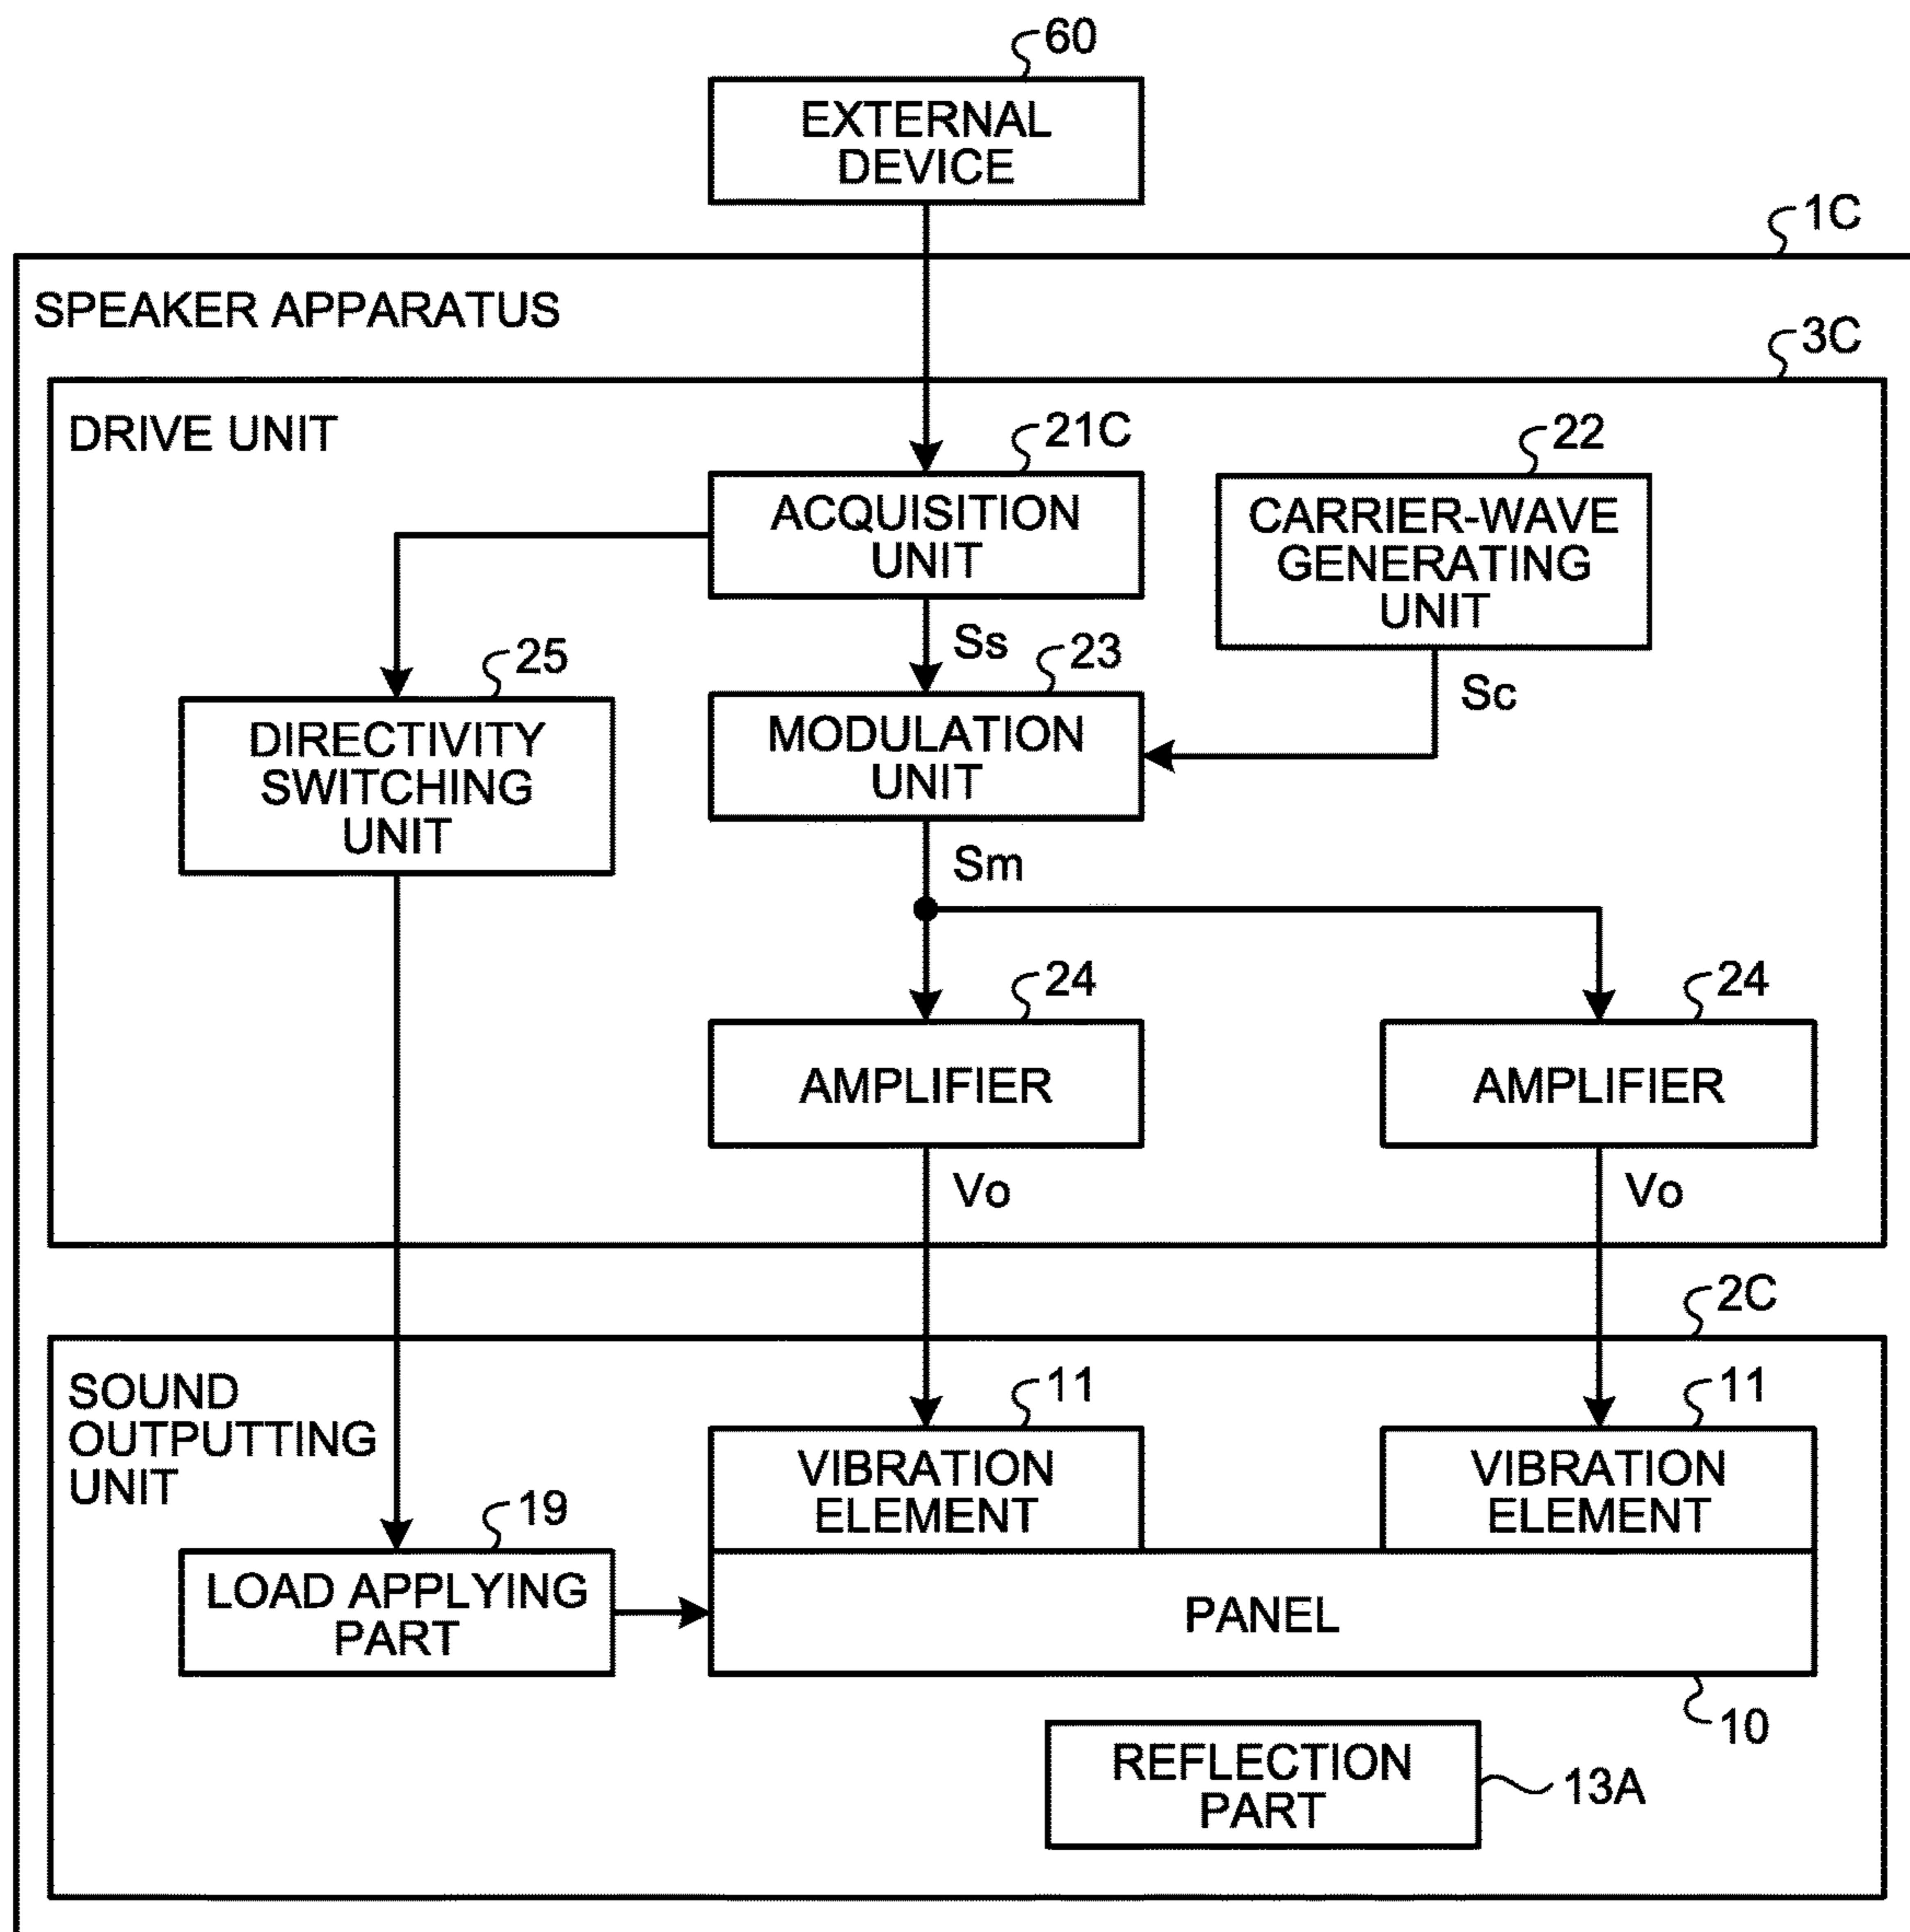 60
EXTERNAL
DEVICE
1C
SPEAKER APPARATUS
3C
DRIVE UNIT
21C
22
ACQUISITION
UNIT
CARRIER-WAVE
GENERATING
UNIT
Ss
25
23
Sc
DIRECTIVITY
SWITCHING
UNIT
MODULATION
UNIT
Sm
24
24
AMPLIFIER
AMPLIFIER
Vo
Vo
2C
SOUND
OUTPUTTING
UNIT
11
11
VIBRATION
ELEMENT
VIBRATION
ELEMENT
19
LOAD APPLYING
PART
PANEL
10
REFLECTION
PART
13A